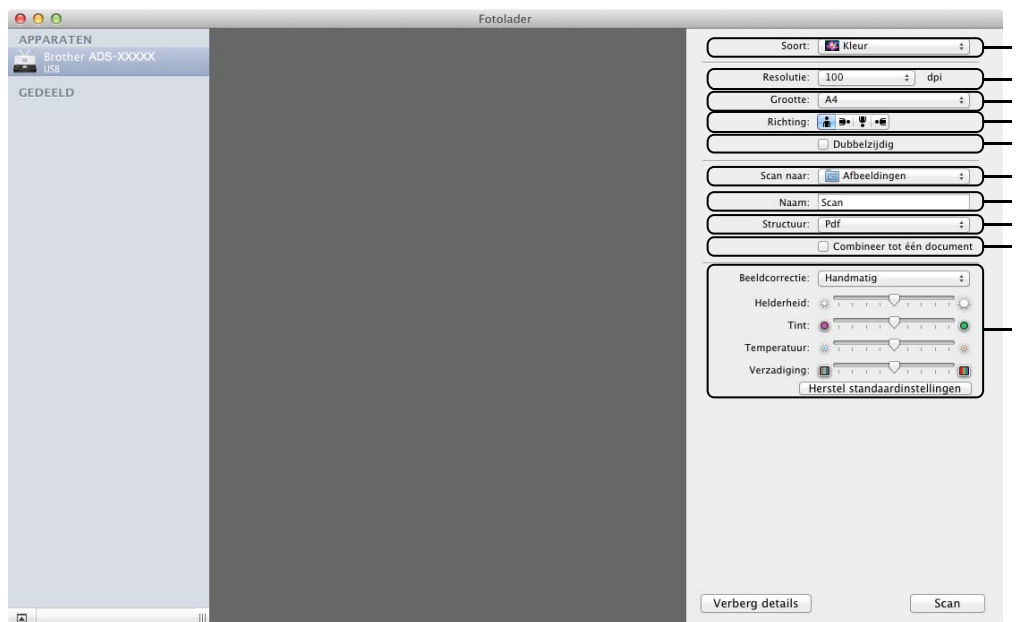 Fotolader
APPARATEN
Brother ADS-XXXXX
USB
GEDEELD
Soort: Kleur
Resolutie: 100 dpi
Grootte: A4
Richting:
Dubbelzijdig
Scan naar: Afbeeldingen
Naam: Scan
Structuur: Pdf
Combineer tot één document
Beeldcorrectie: Handmatig
Helderheid:
Tint:
Temperatuur:
Verzadiging:
Herstel standaardinstellingen
Verberg details Scan